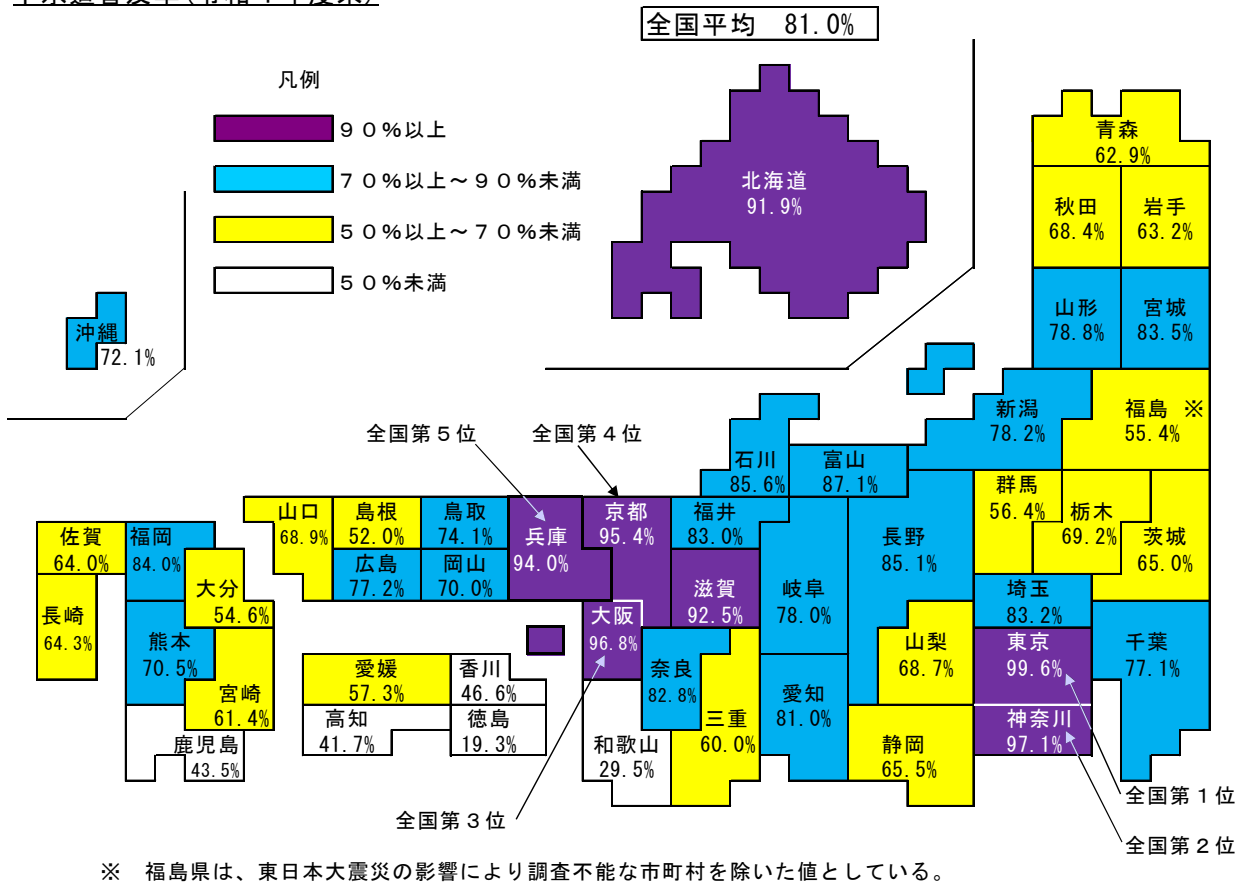 全国平均 81.0%
凡例
９０％以上
７０％以上～９０％未満
５０％以上～７０％未満
５０％未満
北海道
91.9%
青森
62.9%
秋田
68.4%
岩手
63.2%
山形
78.8%
宮城
83.5%
沖縄
72.1%
新潟
78.2%
福島 ※
55.4%
全国第５位
全国第４位
石川
85.6%
富山
87.1%
群馬
56.4%
栃木
69.2%
茨城
65.0%
山口
68.9%
島根
52.0%
鳥取
74.1%
兵庫
94.0%
京都
95.4%
福井
83.0%
長野
85.1%
佐賀
64.0%
福岡
84.0%
広島
77.2%
岡山
70.0%
大分
54.6%
滋賀
92.5%
岐阜
78.0%
埼玉
83.2%
長崎
64.3%
熊本
70.5%
大阪
96.8%
山梨
68.7%
東京
99.6%
千葉
77.1%
宮崎
61.4%
愛媛
57.3%
香川
46.6%
奈良
82.8%
愛知
81.0%
三重
60.0%
高知
41.7%
徳島
19.3%
神奈川
97.1%
鹿児島
43.5%
和歌山
29.5%
静岡
65.5%
全国第１位
全国第３位
全国第２位
※ 福島県は、東日本大震災の影響により調査不能な市町村を除いた値としている。